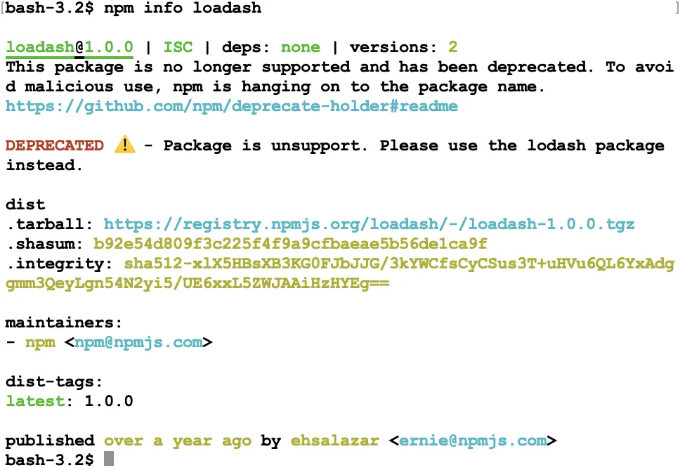 [bash-3.2$ npm info loadash ]
loadash@1.0.0 | ISC | deps: none | versions: 2
This package is no longer supported and has been deprecated. To avoi
d malicious use, npm is hanging on to the package name.
https://github.com/npm/deprecate-holder#readme
DEPRECATED ⚠️ - Package is unsupport. Please use the lodash package
instead.
dist
.tarball: https://registry.npmjs.org/loadash/-/loadash-1.0.0.tgz
.shasum: b92e54d809f3c225f4f9a9cfbaeae5b56de1ca9f
.integrity: sha512-xlX5HBsXB3KG0FJbJJG/3kYWCfsCyCSus3T+uHVu6QL6YxAdg
gmm3QeyLgn54N2yi5/UE6xxL5ZWJAAiHzHYEg==
maintainers:
- npm <npm@npmjs.com>
dist-tags:
latest: 1.0.0
published over a year ago by ehsalazar <ernie@npmjs.com>
bash-3.2$